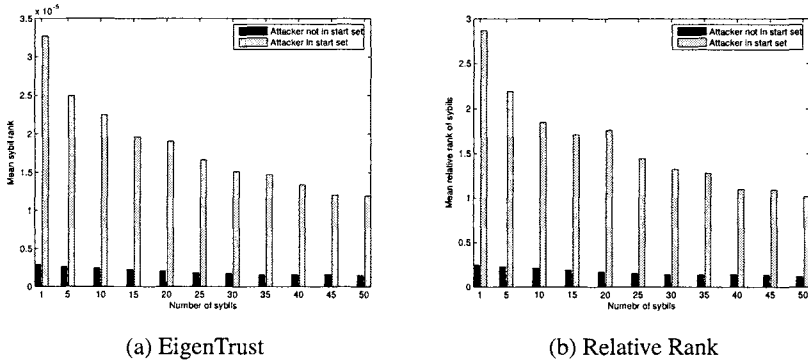 x 10⁻⁵
3.5
3
2.5
2
1.5
1
0.5
0
Mean sybil rank
Attacker not in start set
Attacker in start set
1 5 10 15 20 25 30 35 40 45 50
Number of sybils
(a) EigenTrust
3
2.5
2
1.5
1
0.5
0
Mean relative rank of sybils
Attacker not in start set
Attacker in start set
1 5 10 15 20 25 30 35 40 45 50
Numebr of sybils
(b) Relative Rank